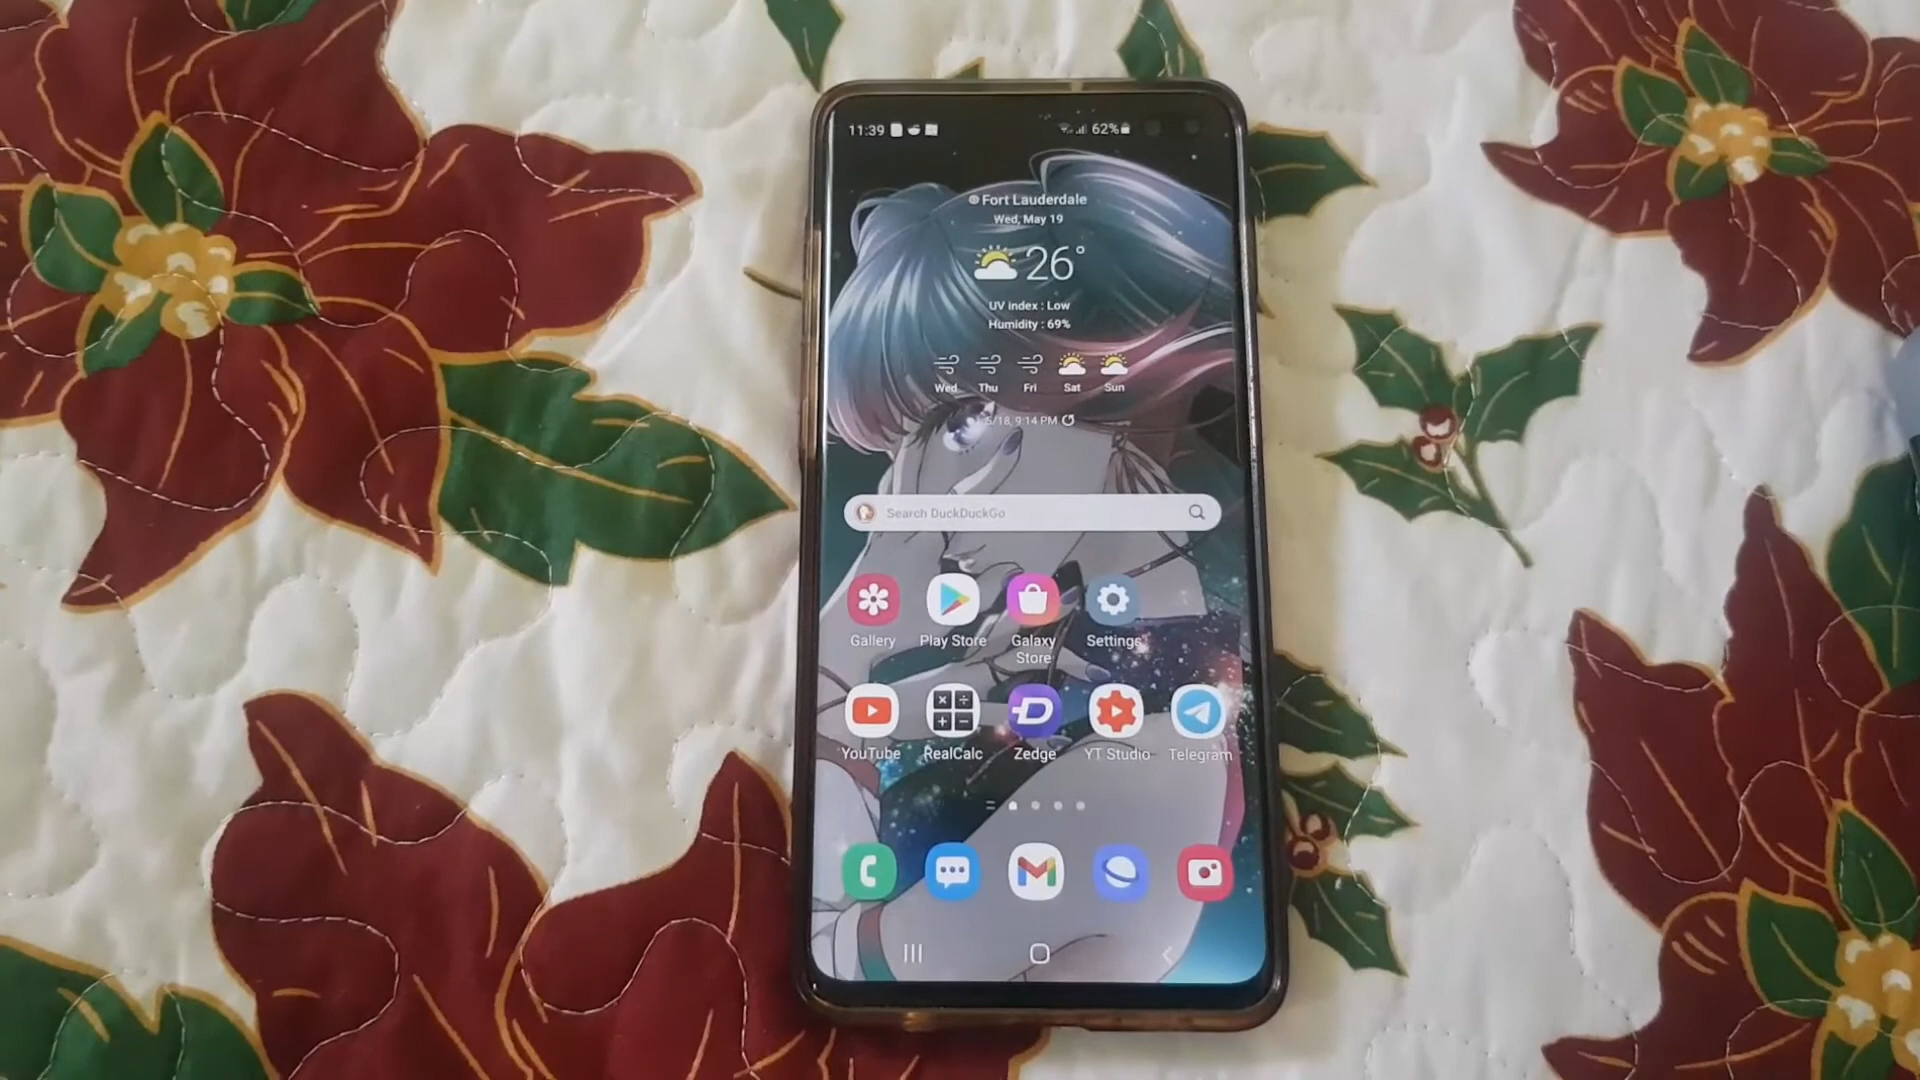 11:39
62%
Fort Lauderdale
Wed, May 19
26°
UV index : Low
Humidity : 69%
Wed Thu Fri Sat Sun
5/18, 9:14 PM
Search DuckDuckGo
Gallery Play Store Galaxy Store Settings
YouTube RealCalc Zedge YT Studio Telegram